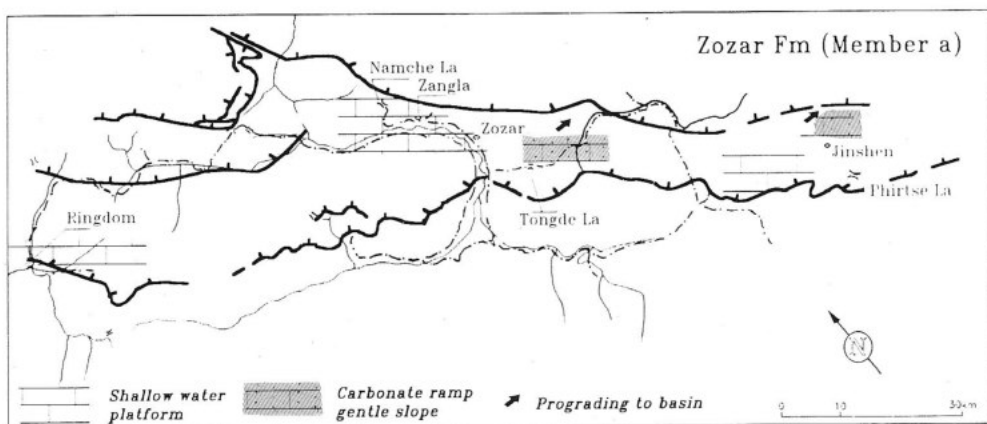 Zozar Fm (Member a)
Namche La
Zangla
Zozar
Jinshen
Phirtse La
Tongde La
Ringdom
N
Shallow water
platform
Carbonate ramp
gentle slope
Prograding to basin
0 10 30km